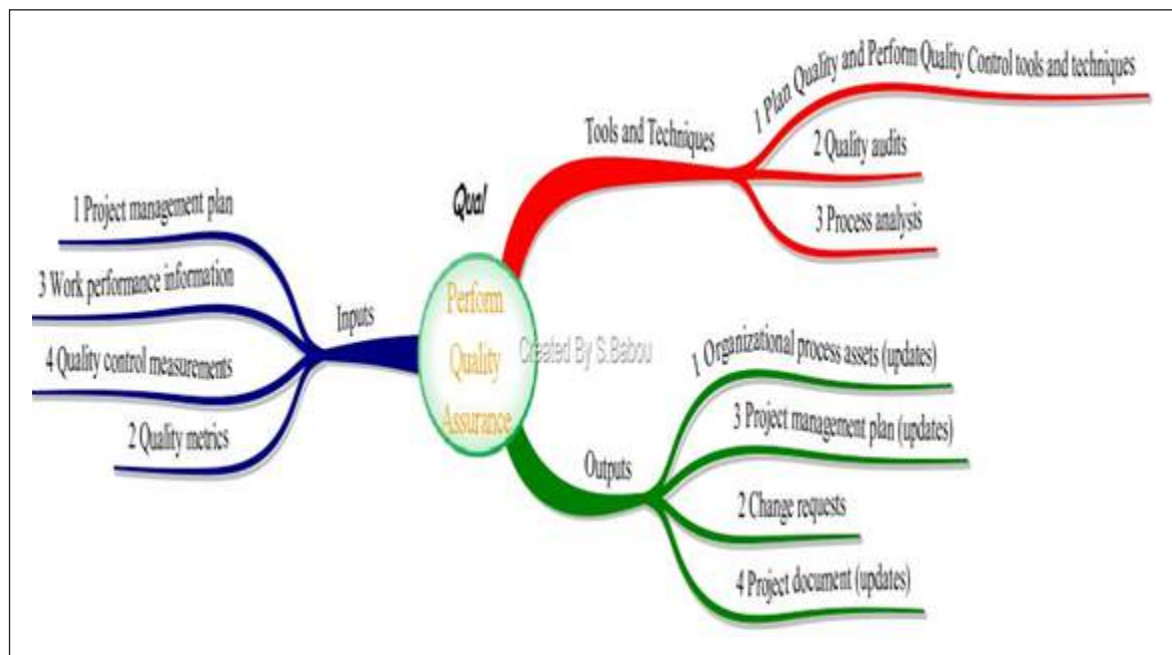 Qual
Perform
Quality
Assurance
Created By S.Babou
Inputs
1 Project management plan
3 Work performance information
4 Quality control measurements
2 Quality metrics
Tools and Techniques
1 Plan Quality and Perform Quality Control tools and techniques
2 Quality audits
3 Process analysis
Outputs
1 Organizational process assets (updates)
3 Project management plan (updates)
2 Change requests
4 Project document (updates)